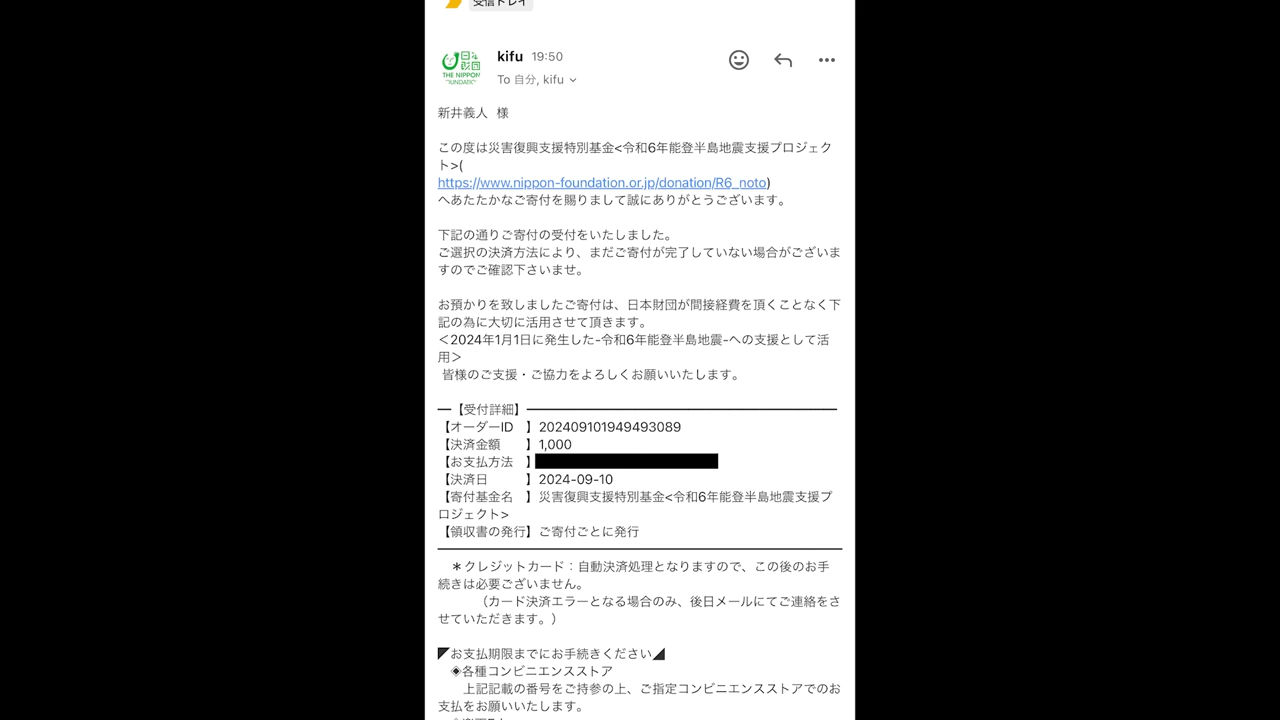 受信トレイ
kifu 19:50
To 自分, kifu
THE NIPPON
FOUNDATION
新井義人 様
この度は災害復興支援特別基金<令和6年能登半島地震支援プロジェク
ト>(
https://www.nippon-foundation.or.jp/donation/R6_noto)
へあたたかなご寄付を賜りまして誠にありがとうございます。
下記の通りご寄付の受付をいたしました。
ご選択の決済方法により、まだご寄付が完了していない場合がございま
すのでご確認下さいませ。
お預かりを致しましたご寄付は、日本財団が間接経費を頂くことなく下
記の為に大切に活用させて頂きます。
＜2024年1月1日に発生した-令和6年能登半島地震-への支援として活
用＞
皆様のご支援・ご協力をよろしくお願いいたします。
━【受付詳細】━━━━━━━━━━━━━━━━━━━━
【オーダーID 】202409101949493089
【決済金額 】1,000
【お支払方法 】
【決済日 】2024-09-10
【寄付基金名 】災害復興支援特別基金<令和6年能登半島地震支援プ
ロジェクト>
【領収書の発行】ご寄付ごとに発行
＊クレジットカード：自動決済処理となりますので、この後のお手
続きは必要ございません。
（カード決済エラーとなる場合のみ、後日メールにてご連絡をさ
せていただきます。）
◤お支払期限までにお手続きください◢
◈各種コンビニエンスストア
上記記載の番号をご持参の上、ご指定コンビニエンスストアでのお
支払をお願いいたします。